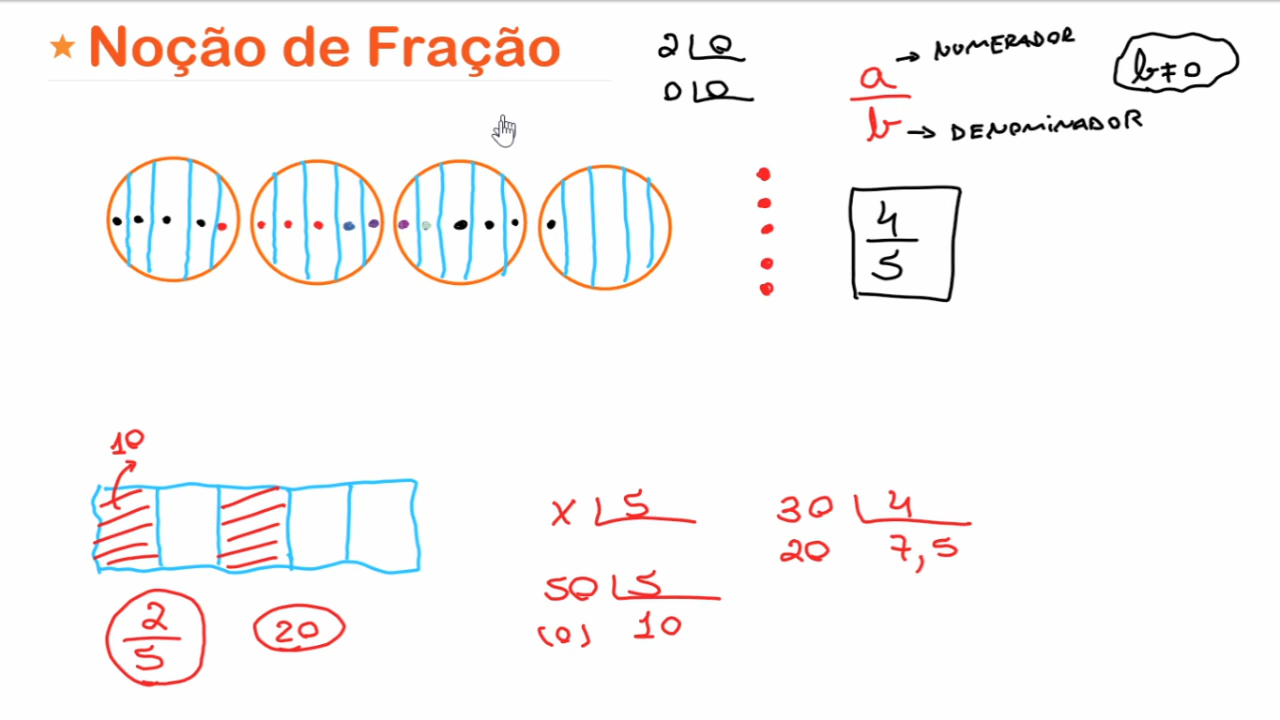 Noção de Fração
2 0
0 0
a → NUMERADOR
b → DENOMINADOR
b ≠ 0
4
5
10
2
5
20
x 5
50 5
(0) 10
30 4
20 7,5